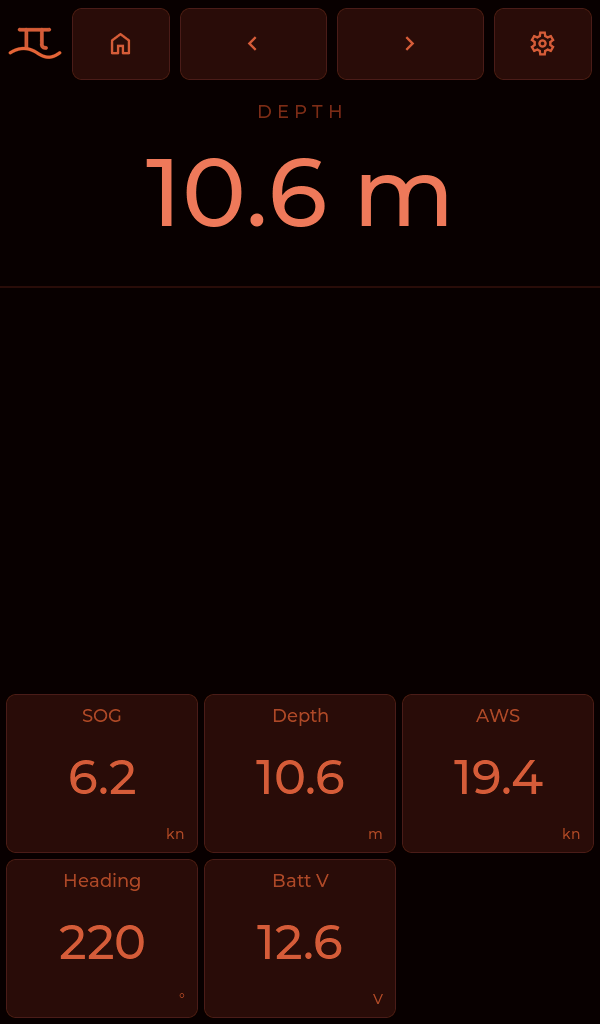 DEPTH
10.6 m
SOG
6.2
kn
Depth
10.6
m
AWS
19.4
kn
Heading
220
°
Batt V
12.6
V